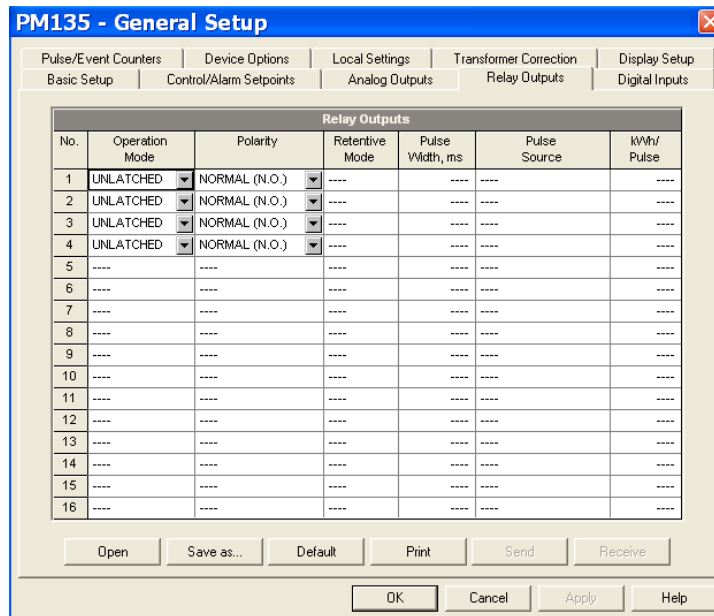 PM135 - General Setup
Pulse/Event Counters Device Options Local Settings Transformer Correction Display Setup
Basic Setup Control/Alarm Setpoints Analog Outputs Relay Outputs Digital Inputs
Relay Outputs
No. Operation Mode Polarity Retentive Mode Pulse Width, ms Pulse Source kWh/ Pulse
1 UNLATCHED NORMAL (N.O.) ---- ---- ---- ----
2 UNLATCHED NORMAL (N.O.) ---- ---- ---- ----
3 UNLATCHED NORMAL (N.O.) ---- ---- ---- ----
4 UNLATCHED NORMAL (N.O.) ---- ---- ---- ----
5 ---- ---- ---- ---- ---- ----
6 ---- ---- ---- ---- ---- ----
7 ---- ---- ---- ---- ---- ----
8 ---- ---- ---- ---- ---- ----
9 ---- ---- ---- ---- ---- ----
10 ---- ---- ---- ---- ---- ----
11 ---- ---- ---- ---- ---- ----
12 ---- ---- ---- ---- ---- ----
13 ---- ---- ---- ---- ---- ----
14 ---- ---- ---- ---- ---- ----
15 ---- ---- ---- ---- ---- ----
16 ---- ---- ---- ---- ---- ----
Open Save as... Default Print Send Receive
OK Cancel Apply Help